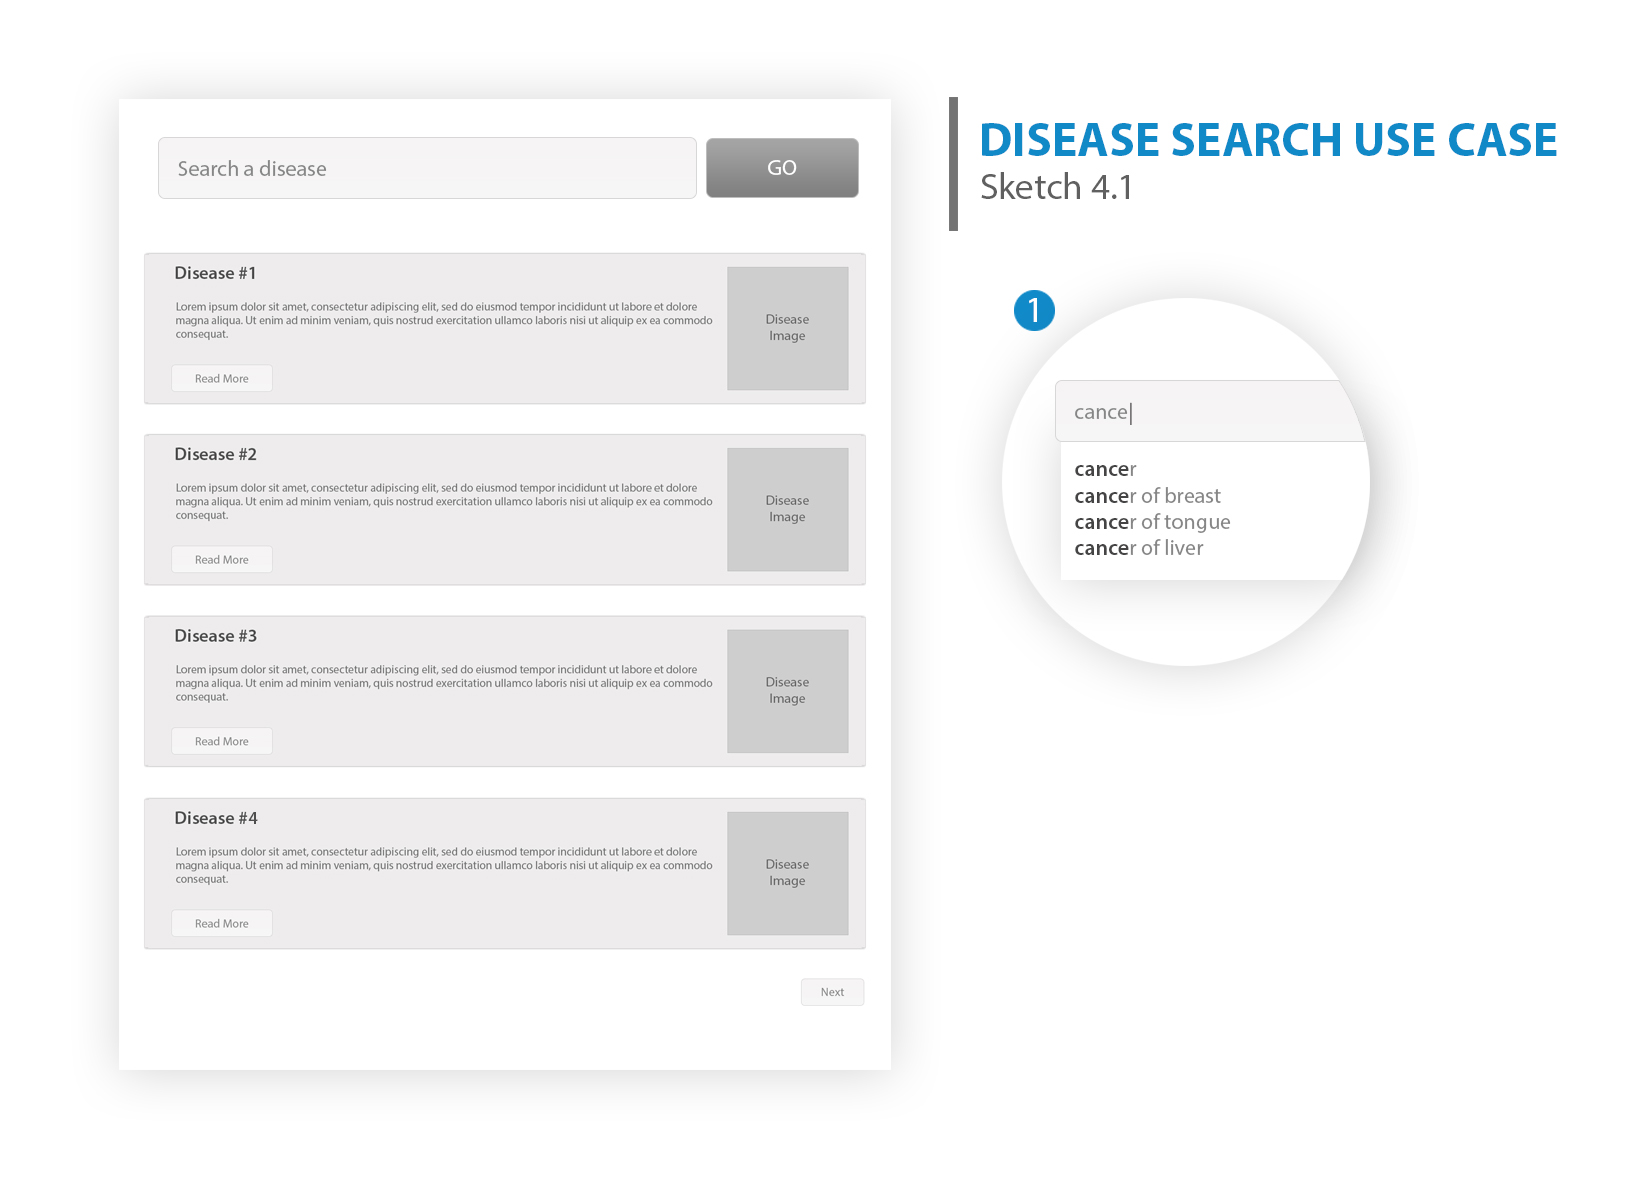 Search a disease
GO
Disease #1
Lorem ipsum dolor sit amet, consectetur adipiscing elit, sed do eiusmod tempor incididunt ut labore et dolore
magna aliqua. Ut enim ad minim veniam, quis nostrud exercitation ullamco laboris nisi ut aliquip ex ea commodo
consequat.
Read More
Disease
Image
Disease #2
Lorem ipsum dolor sit amet, consectetur adipiscing elit, sed do eiusmod tempor incididunt ut labore et dolore
magna aliqua. Ut enim ad minim veniam, quis nostrud exercitation ullamco laboris nisi ut aliquip ex ea commodo
consequat.
Read More
Disease
Image
Disease #3
Lorem ipsum dolor sit amet, consectetur adipiscing elit, sed do eiusmod tempor incididunt ut labore et dolore
magna aliqua. Ut enim ad minim veniam, quis nostrud exercitation ullamco laboris nisi ut aliquip ex ea commodo
consequat.
Read More
Disease
Image
Disease #4
Lorem ipsum dolor sit amet, consectetur adipiscing elit, sed do eiusmod tempor incididunt ut labore et dolore
magna aliqua. Ut enim ad minim veniam, quis nostrud exercitation ullamco laboris nisi ut aliquip ex ea commodo
consequat.
Read More
Disease
Image
Next
DISEASE SEARCH USE CASE
Sketch 4.1
1
cance
cancer
cancer of breast
cancer of tongue
cancer of liver